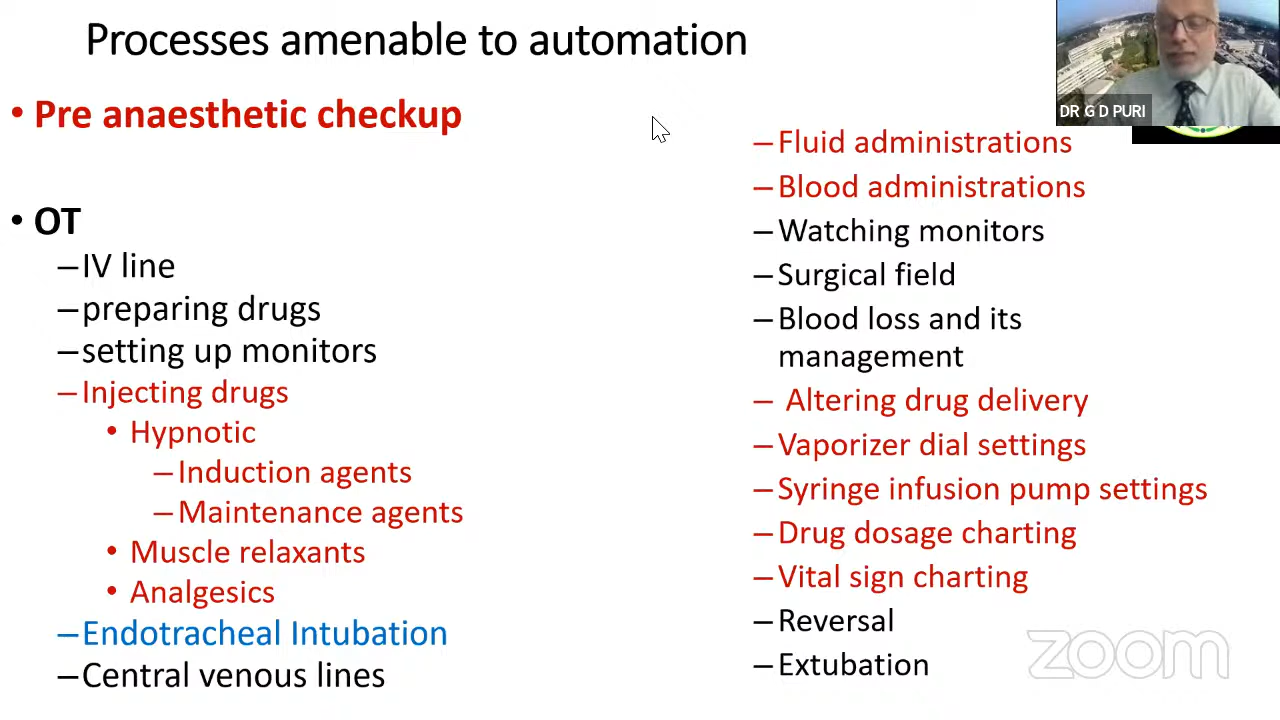 Processes amenable to automation
• Pre anaesthetic checkup
• OT
–IV line
–preparing drugs
–setting up monitors
–Injecting drugs
• Hypnotic
–Induction agents
–Maintenance agents
• Muscle relaxants
• Analgesics
–Endotracheal Intubation
–Central venous lines
–Fluid administrations
–Blood administrations
–Watching monitors
–Surgical field
–Blood loss and its
management
– Altering drug delivery
–Vaporizer dial settings
–Syringe infusion pump settings
–Drug dosage charting
–Vital sign charting
–Reversal
–Extubation
DR G D PURI
zoom